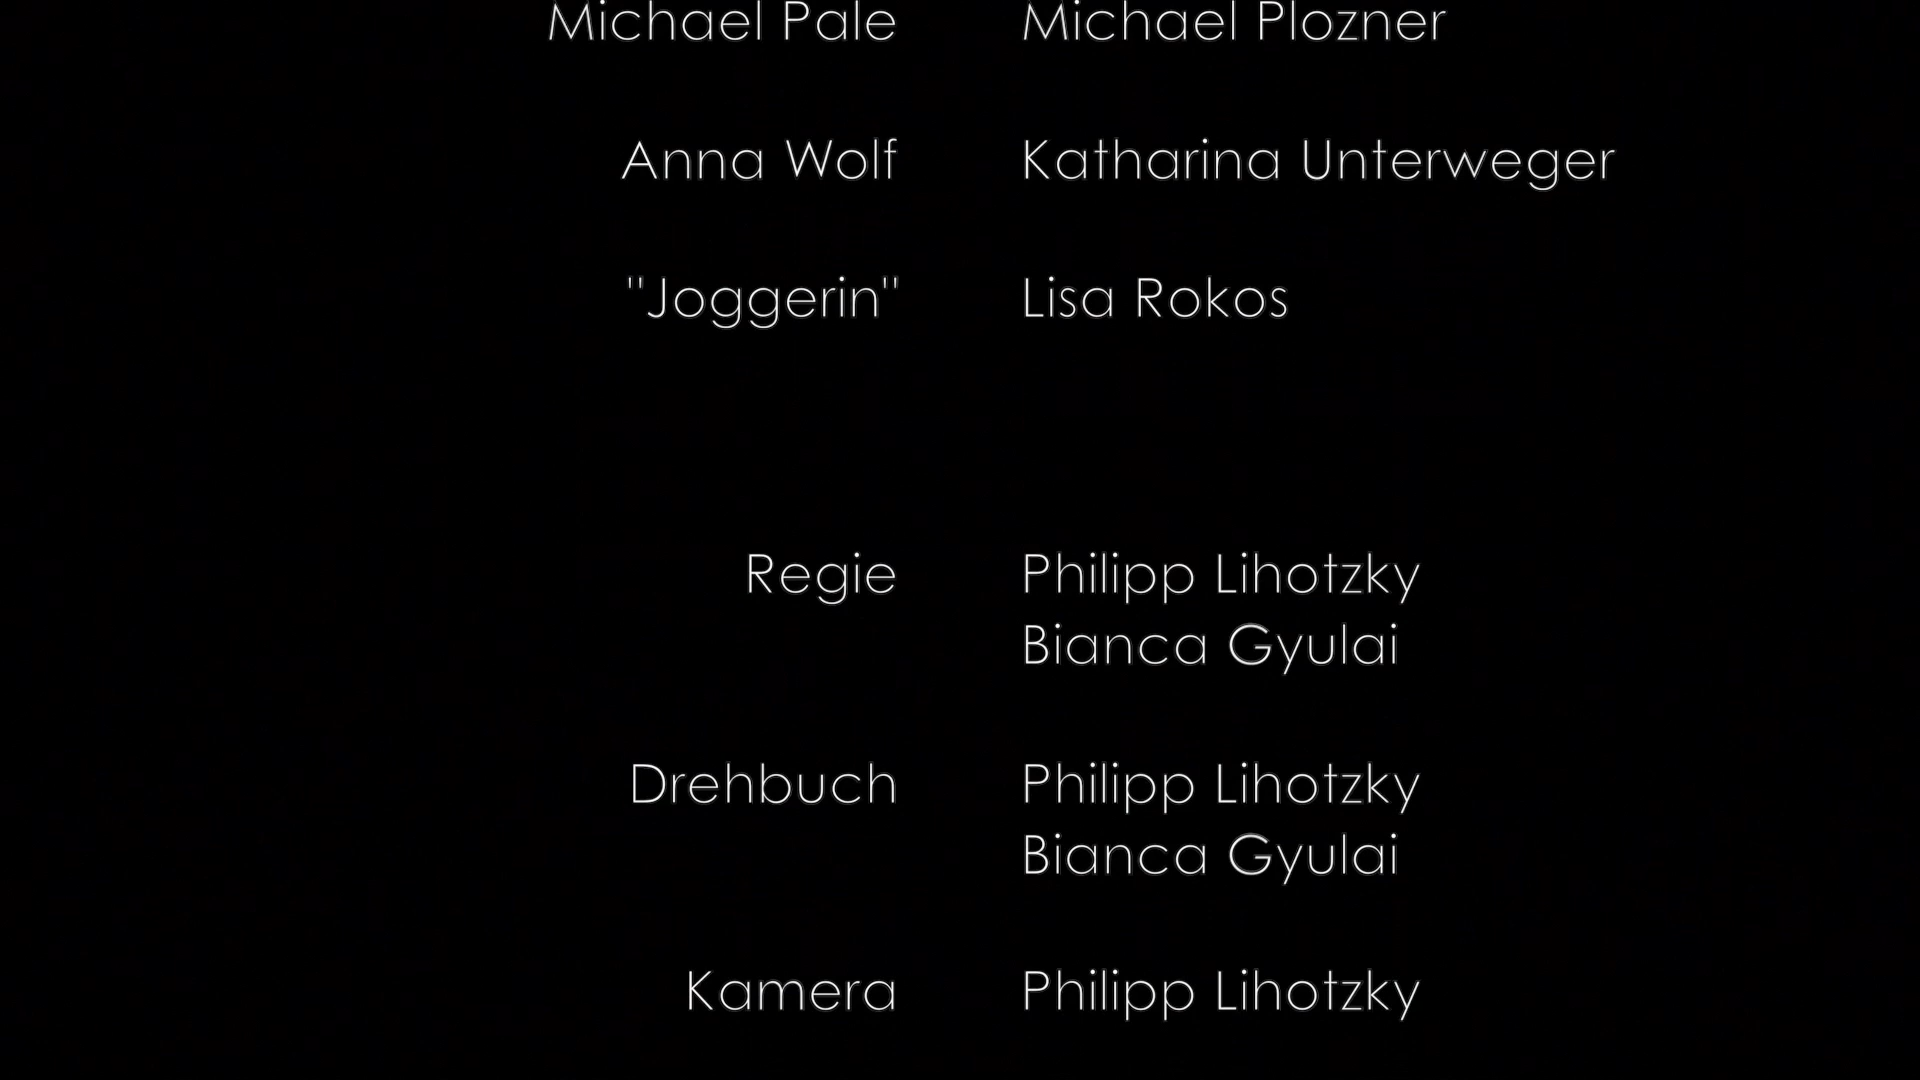 Michael Pale Michael Plozner
Anna Wolf Katharina Unterweger
"Joggerin" Lisa Rokos
Regie Philipp Lihotzky
Bianca Gyulai
Drehbuch Philipp Lihotzky
Bianca Gyulai
Kamera Philipp Lihotzky